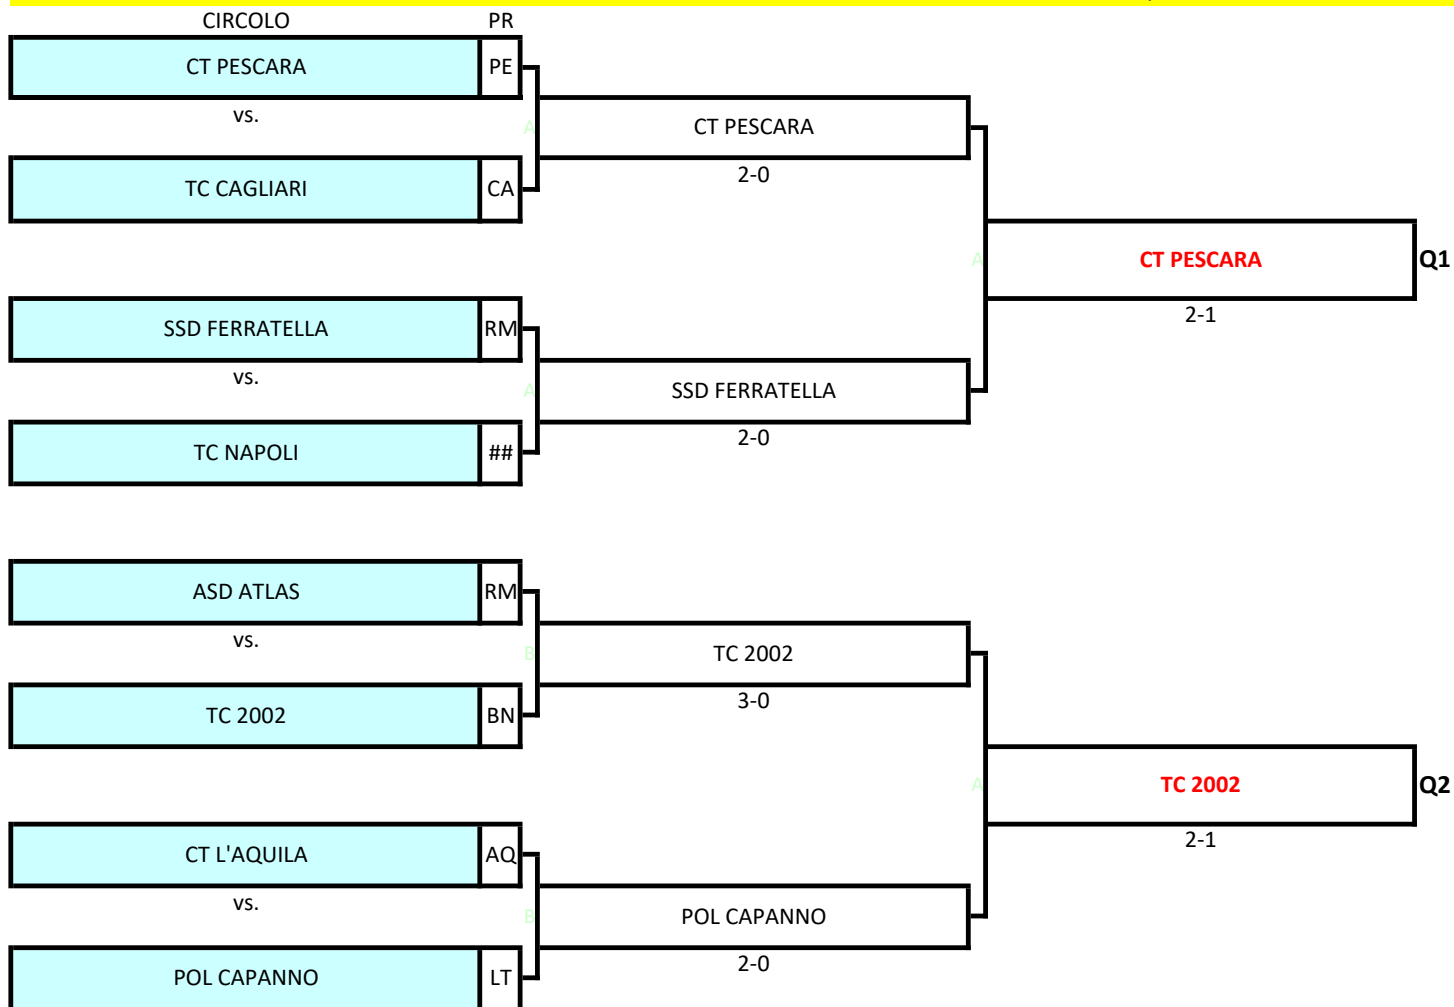 CIRCOLO PR
CT PESCARA PE
vs.
A
CT PESCARA
2-0
TC CAGLIARI CA
A
CT PESCARA Q1
2-1
SSD FERRATELLA RM
vs.
A
SSD FERRATELLA
2-0
TC NAPOLI ##
ASD ATLAS RM
vs.
B
TC 2002
3-0
TC 2002 BN
A
TC 2002 Q2
2-1
CT L'AQUILA AQ
vs.
B
POL CAPANNO
2-0
POL CAPANNO LT